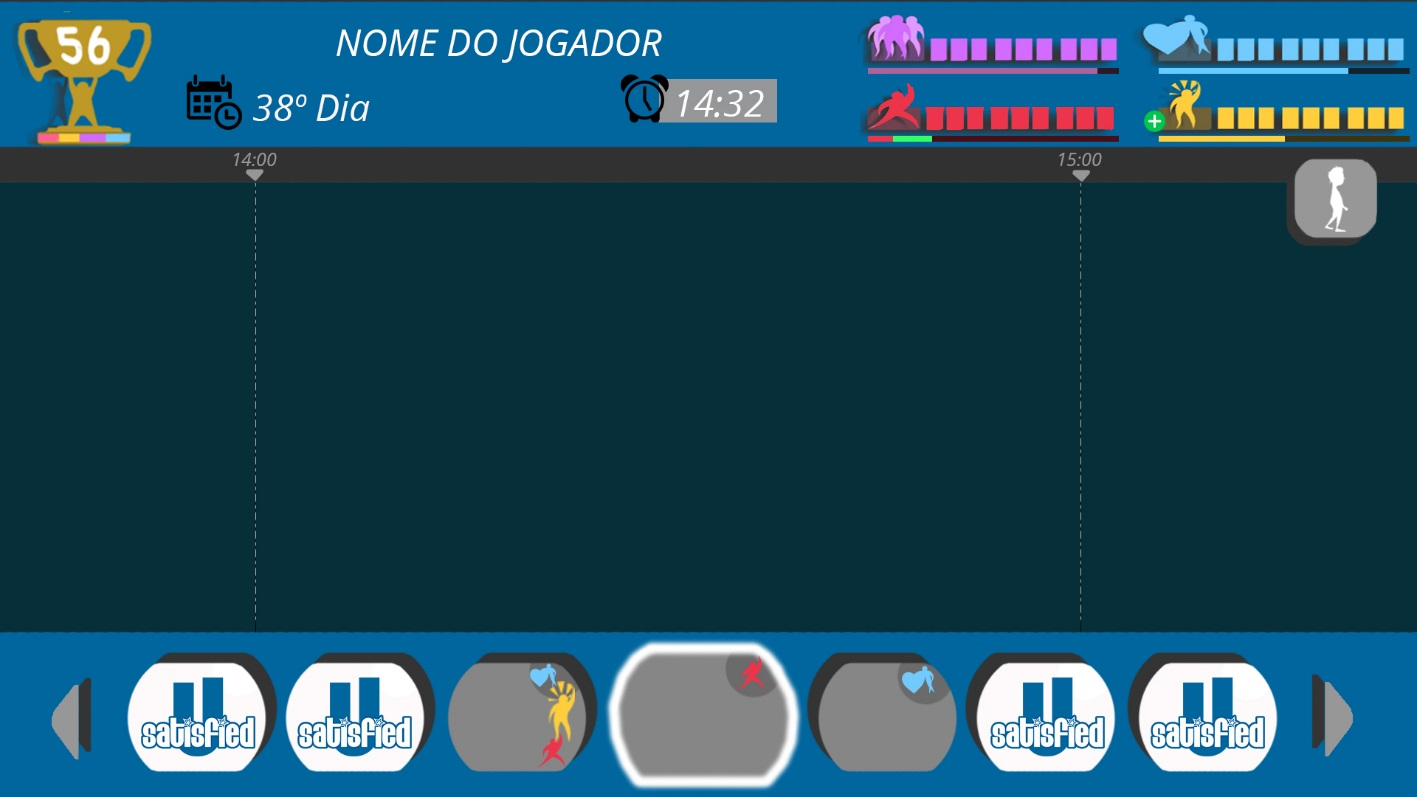 56
NOME DO JOGADOR
38º Dia
14:32
14:00
15:00
satisfied
satisfied
satisfied
satisfied